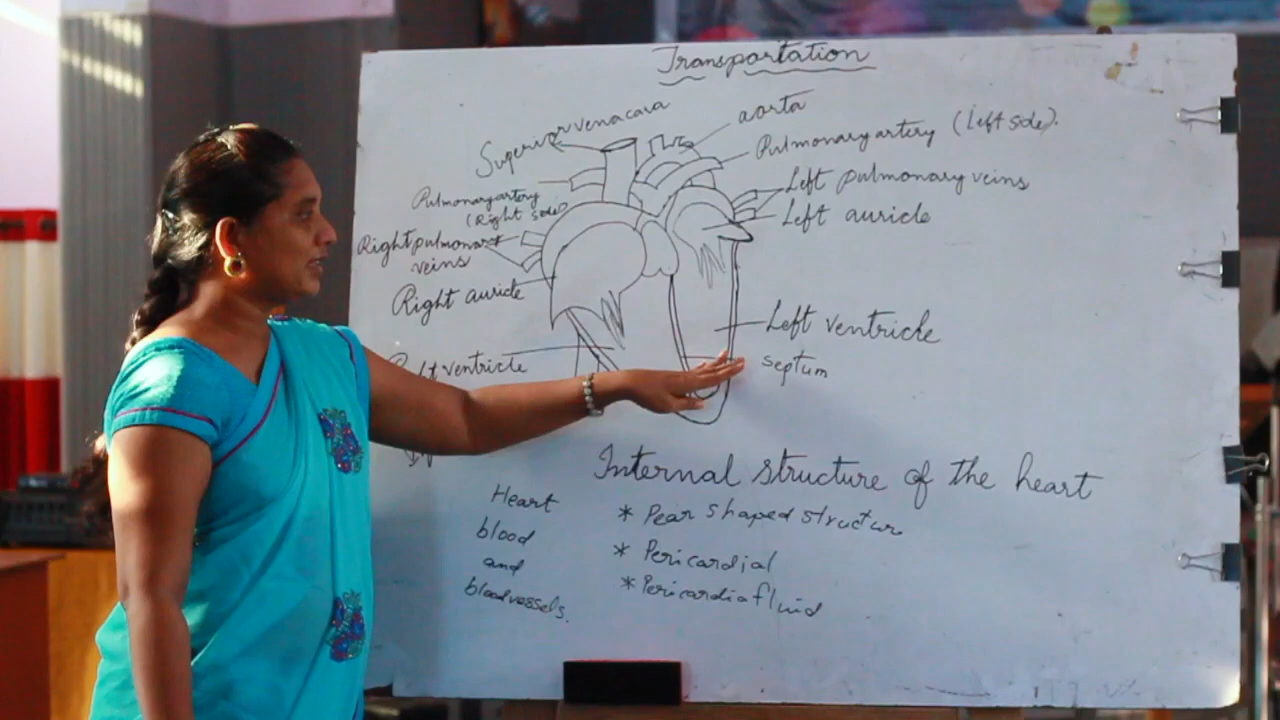 Transportation
Superior venacava
aorta
Pulmonary artery (Left side).
Pulmonary artery
(Right side)
Left pulmonary veins
Left auricle
Right pulmonary
veins
Right auricle
Left ventricle
ventricle
septum
Internal structure of the heart
Heart
blood
and
bloodvessels.
* Pear shaped structure
* Pericardial
* Pericardia fluid